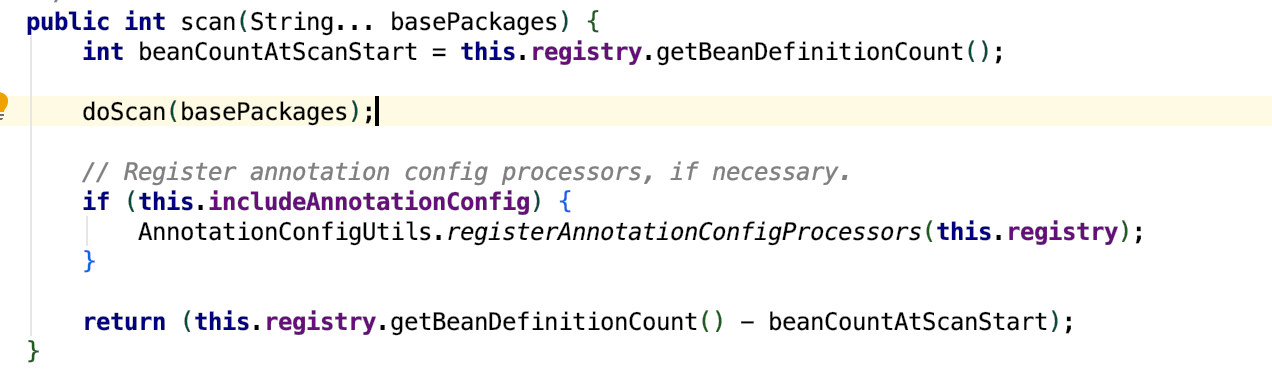 public int scan(String... basePackages) {
int beanCountAtScanStart = this.registry.getBeanDefinitionCount();
doScan(basePackages);
// Register annotation config processors, if necessary.
if (this.includeAnnotationConfig) {
AnnotationConfigUtils.registerAnnotationConfigProcessors(this.registry);
}
return (this.registry.getBeanDefinitionCount() - beanCountAtScanStart);
}